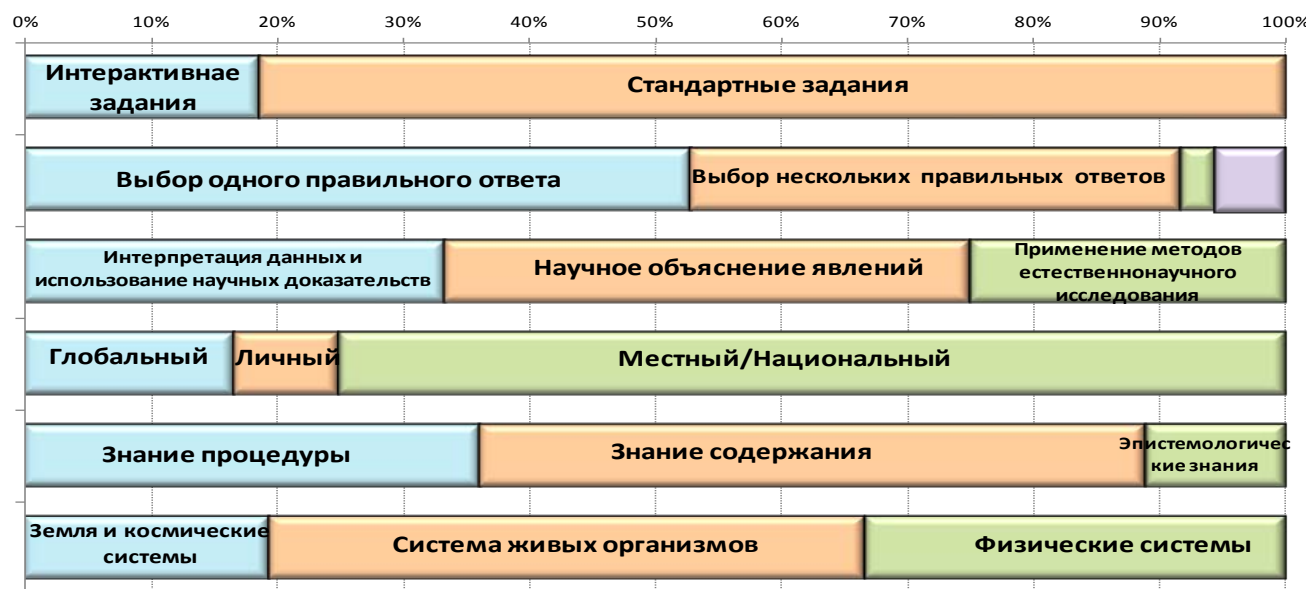 0% 10% 20% 30% 40% 50% 60% 70% 80% 90% 100%
Интерактивнае
задания
Стандартные задания
Выбор одного правильного ответа
Выбор нескольких правильных ответов
Интерпретация данных и
использование научных доказательств
Научное объяснение явлений
Применение методов
естественнонаучного
исследования
Глобальный
Личный
Местный/Национальный
Знание процедуры
Знание содержания
Эпистемологичес
кие знания
Земля и космические
системы
Система живых организмов
Физические системы